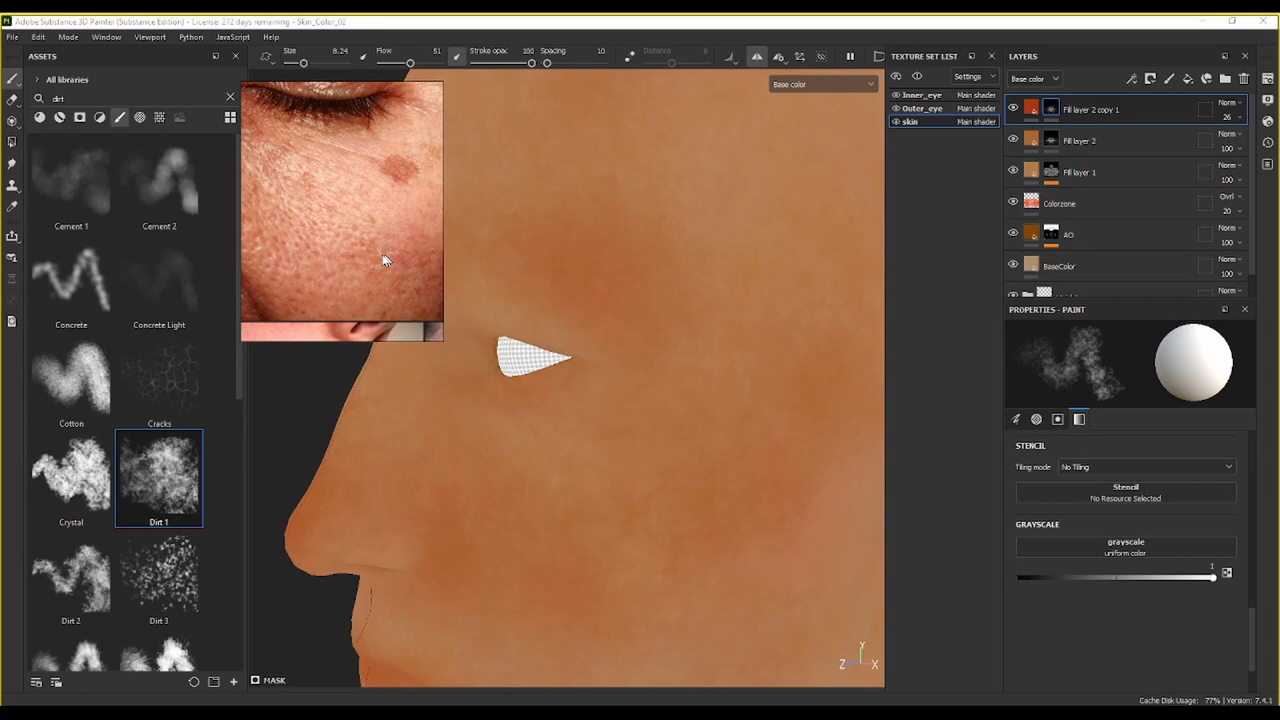 Pt Adobe Substance 3D Painter (Substance Edition) - License: 272 days remaining - Skin_Color_02
File Edit Mode Window Viewport Python JavaScript Help
ASSETS
Size 8.24 Flow 51 Stroke opac 100 Spacing 10 Distance 8
TEXTURE SET LIST
LAYERS
All libraries
Settings
Base color
Base color
dirt
Inner_eye Main shader
Outer_eye Main shader
skin Main shader
Fill layer 2 copy 1 Norm
26
Fill layer 2 Norm
100
Fill layer 1 Norm
100
Colorzone Ovrl
20
AO Norm
100
BaseColor Norm
100
Norm
Cement 1 Cement 2
Concrete Concrete Light
Cotton Cracks
Crystal Dirt 1
Dirt 2 Dirt 3
PROPERTIES - PAINT
STENCIL
Tiling mode No Tiling
Stencil
No Resource Selected
GRAYSCALE
grayscale
uniform color
1
Y
Z X
MASK
Cache Disk Usage: 77% | Version: 7.4.1